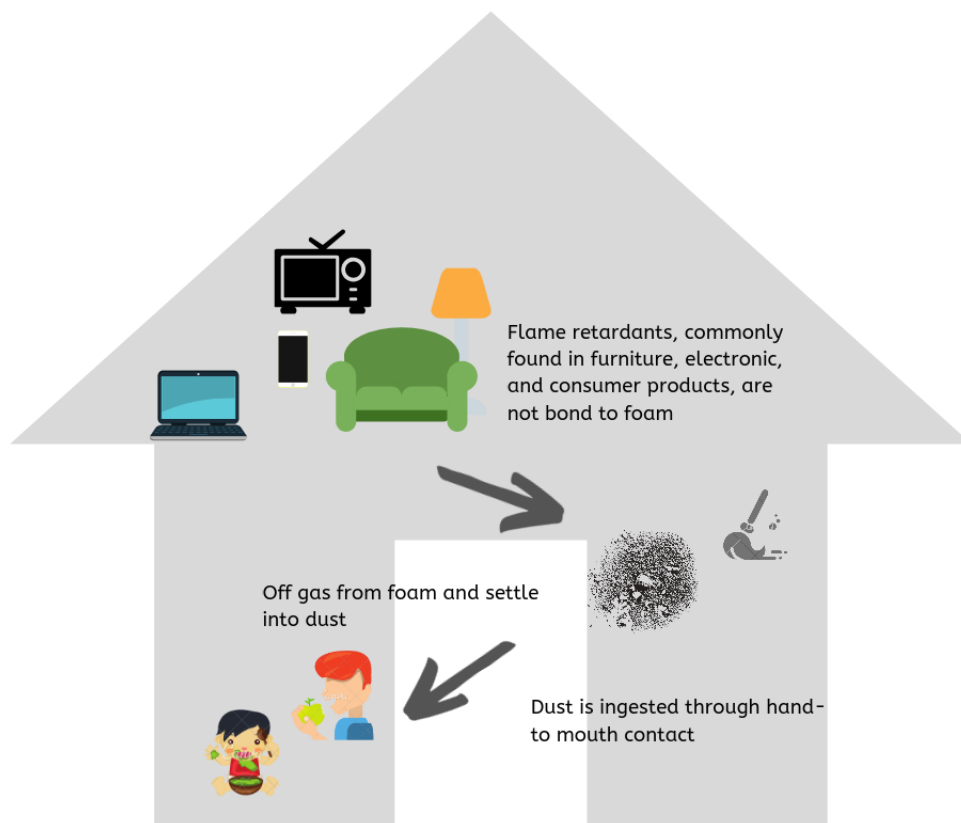 Flame retardants, commonly
found in furniture, electronic,
and consumer products, are
not bond to foam
Off gas from foam and settle
into dust
Dust is ingested through hand-
to mouth contact